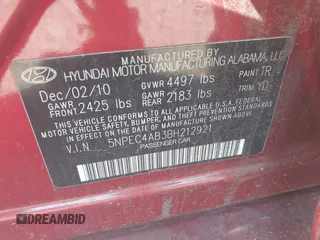 MANUFACTURED BY
HYUNDAI MOTOR MANUFACTURING ALABAMA, LLC
Dec/02/10 GVWR 4497 lbs PAINT TR
GAWR FRONT 2425 lbs GAWR REAR 2183 lbs TRIM YD
THIS VEHICLE CONFORMS TO ALL APPLICABLE
FEDERAL MOTOR VEHICLE SAFETY, BUMPER, AND
THEFT PREVENTION STANDARDS IN EFFECT ON
THE DATE OF MANUFACTURE SHOWN ABOVE.
V.I.N 5NPEC4AB3BH212921
PASSENGER CAR
DREAMBID